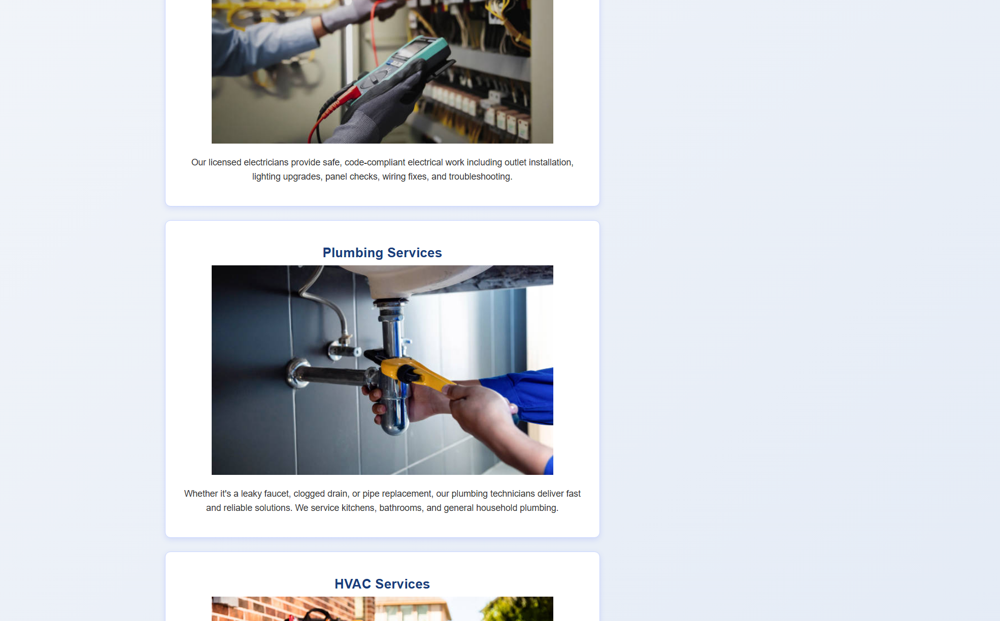 Our licensed electricians provide safe, code-compliant electrical work including outlet installation,
lighting upgrades, panel checks, wiring fixes, and troubleshooting.
Plumbing Services
Whether it's a leaky faucet, clogged drain, or pipe replacement, our plumbing technicians deliver fast
and reliable solutions. We service kitchens, bathrooms, and general household plumbing.
HVAC Services